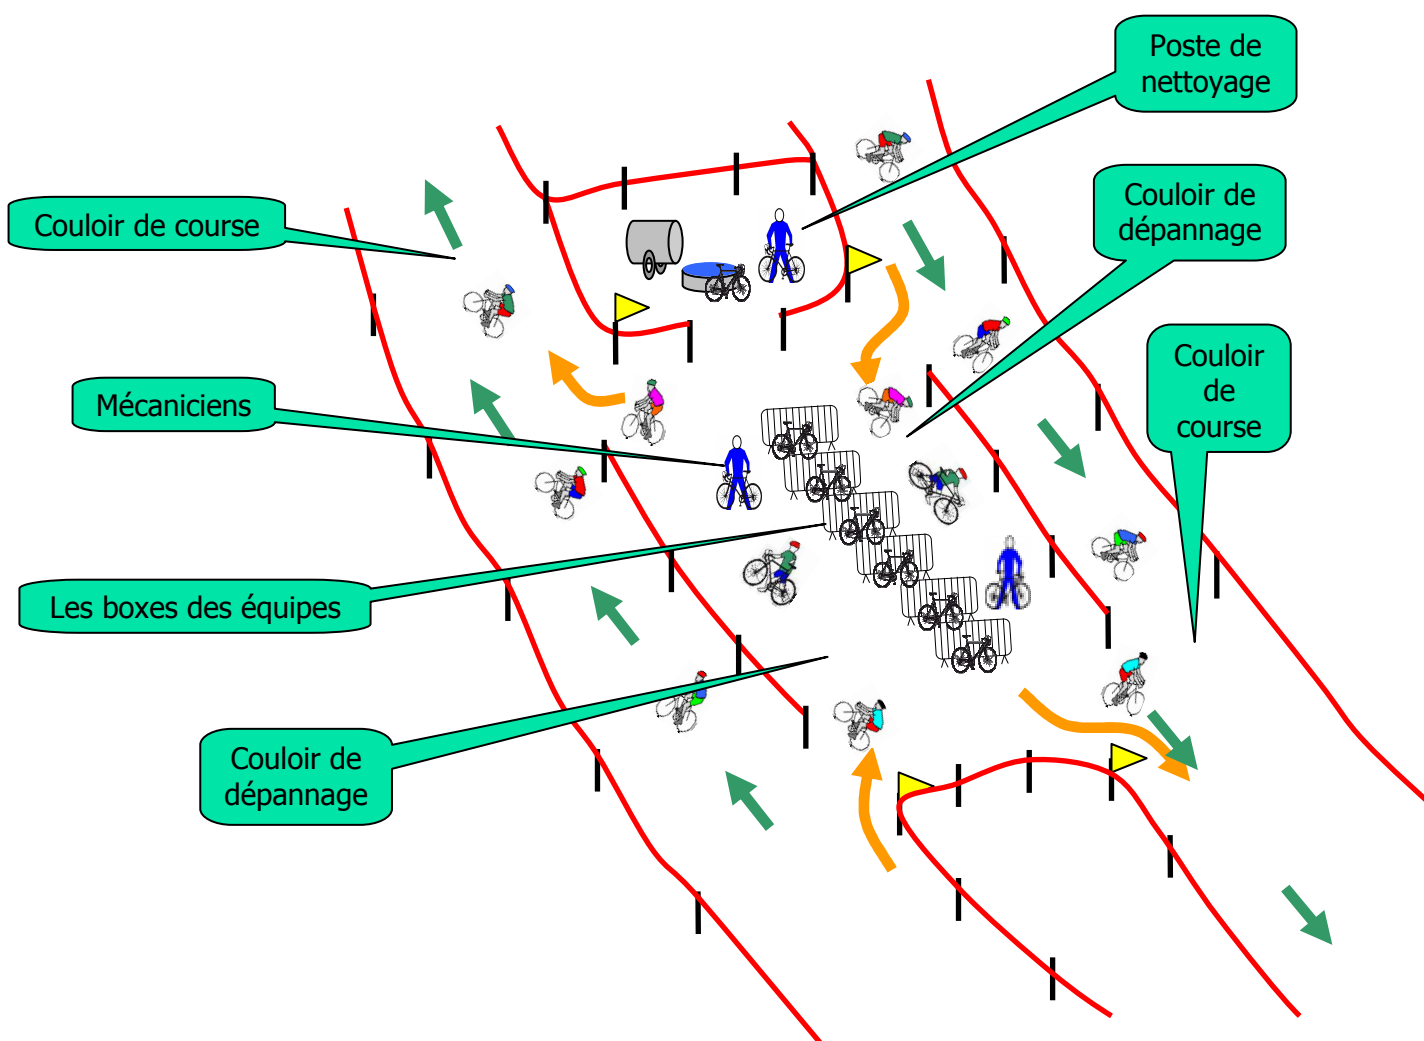 Poste de
nettoyage
Couloir de
dépannage
Couloir de course
Couloir
de
course
Mécaniciens
Les boxes des équipes
Couloir de
dépannage